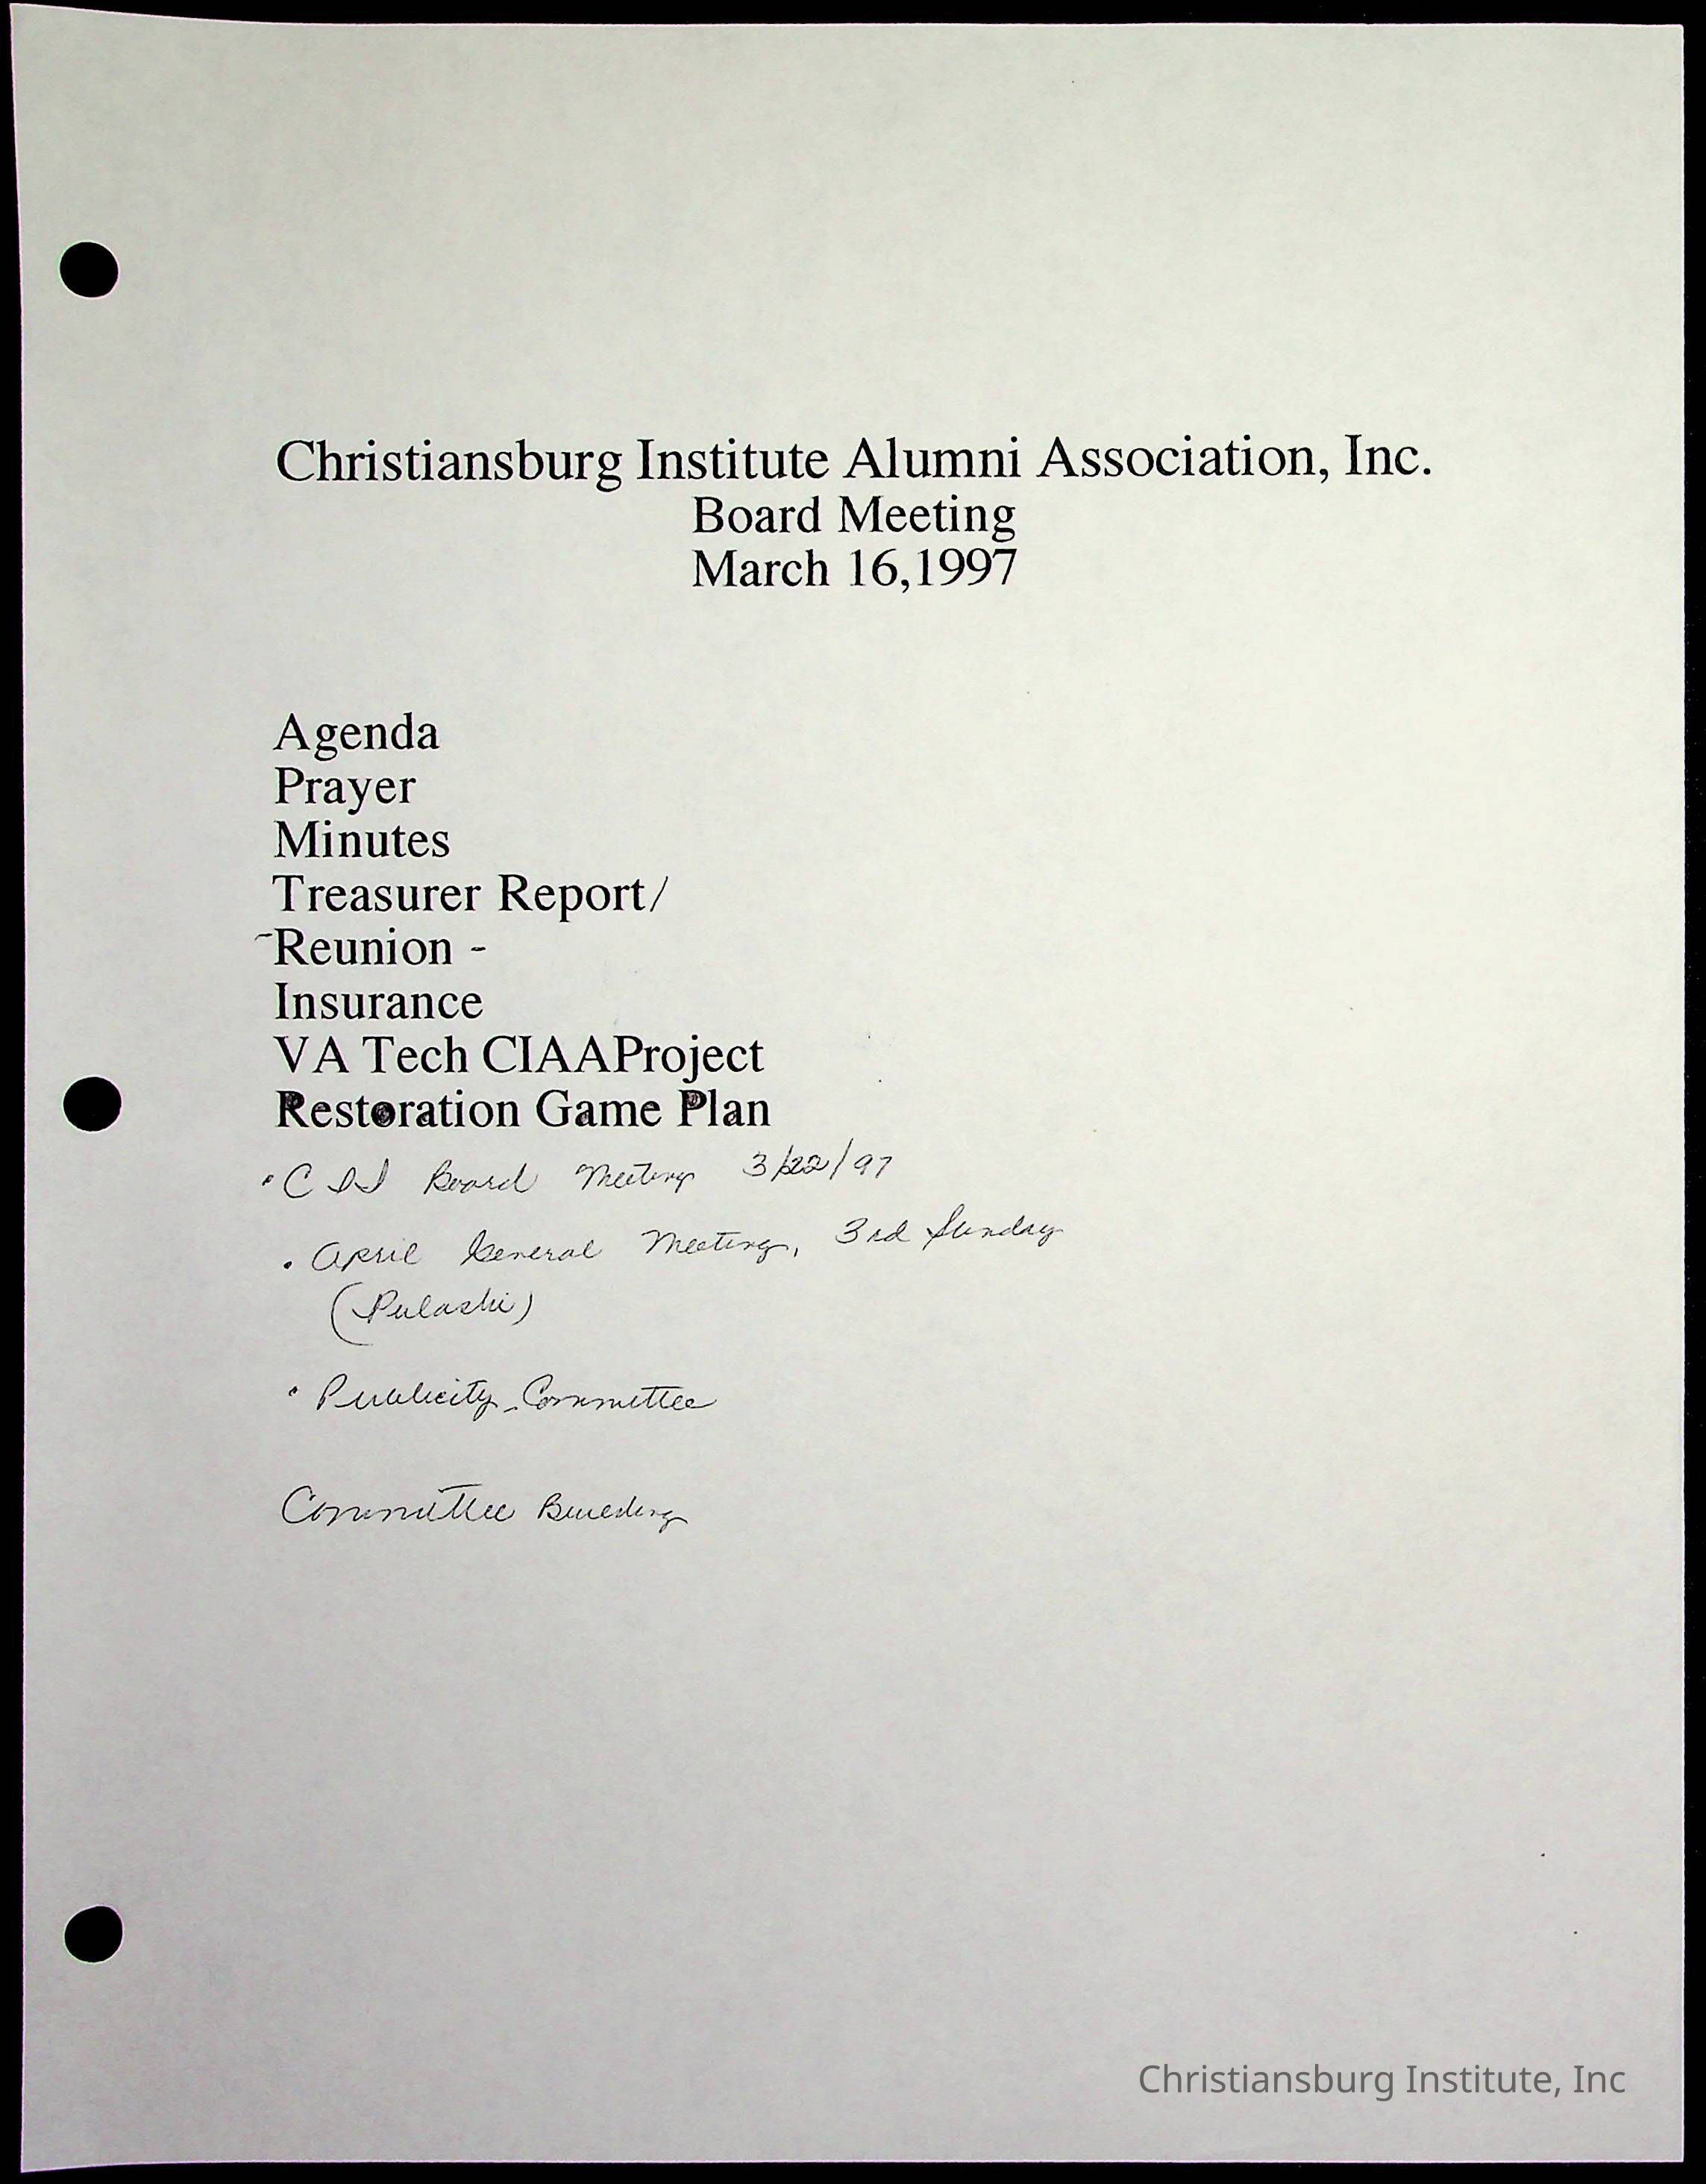 Christiansburg Institute Alumni Association, Inc.
Board Meeting
March 16,1997
Agenda
Prayer
Minutes
Treasurer Report/
-Reunion -
Insurance
VA Tech CIAAProject
Restoration Game Plan
• CII Board Meeting 3/22/97
• April General Meeting, 3rd Sunday
(Pulaski)
• Publicity Committee
Committee Building
Christiansburg Institute, Inc